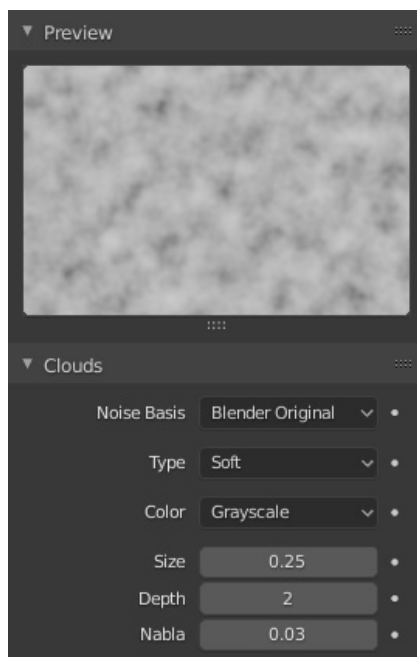 Preview
Clouds
Noise Basis Blender Original
Type Soft
Color Grayscale
Size 0.25
Depth 2
Nabla 0.03